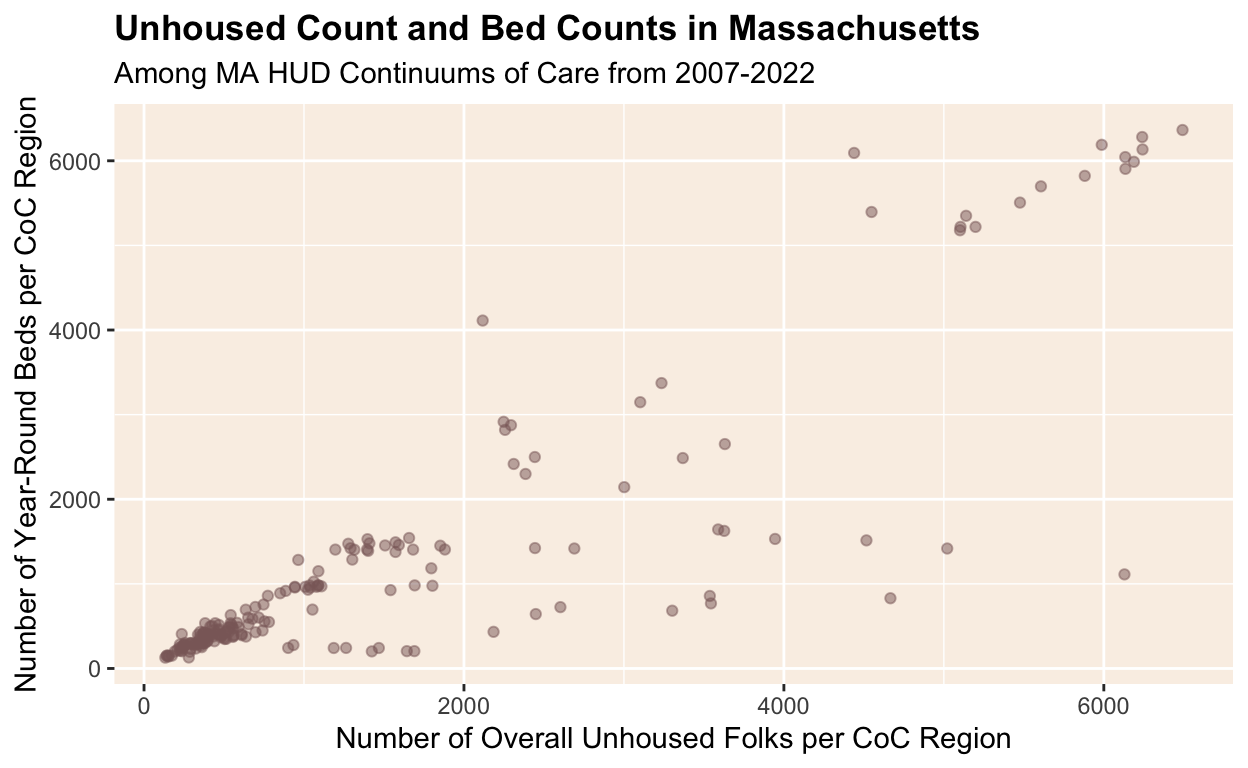 Unhoused Count and Bed Counts in Massachusetts
Among MA HUD Continuums of Care from 2007-2022
Number of Year-Round Beds per CoC Region
6000
4000
2000
0
0 2000 4000 6000
Number of Overall Unhoused Folks per CoC Region